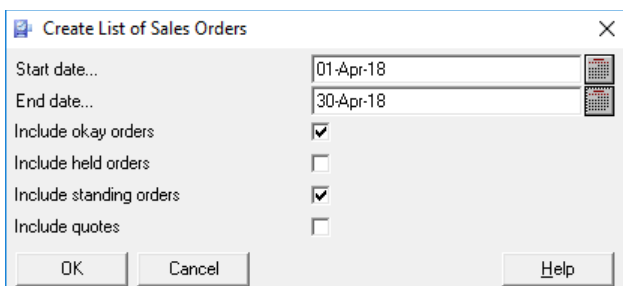 Create List of Sales Orders
Start date... 01-Apr-18
End date... 30-Apr-18
Include okay orders
Include held orders
Include standing orders
Include quotes
OK Cancel Help